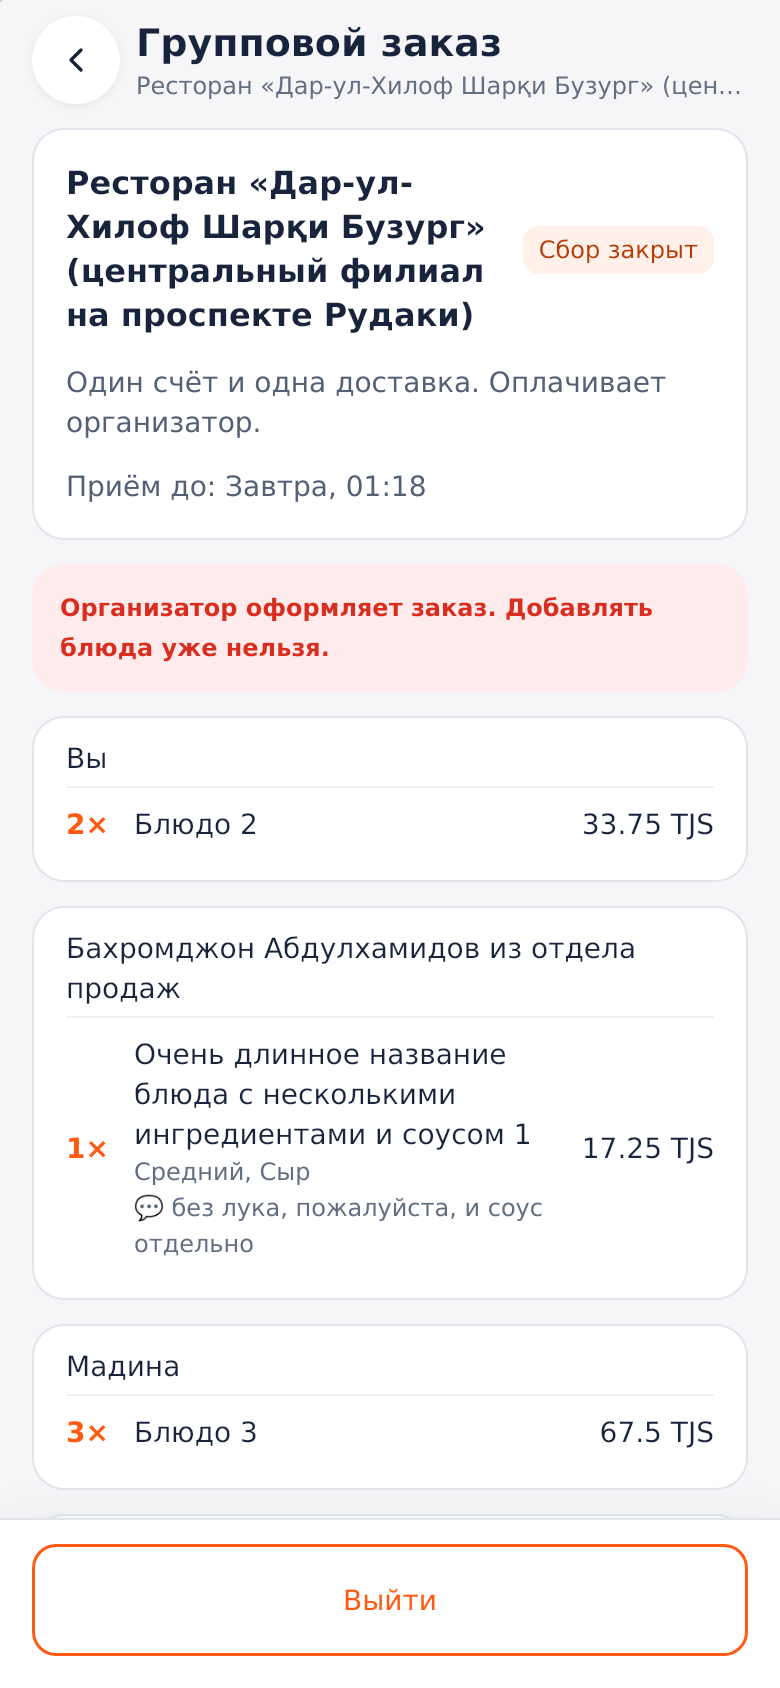 Групповой заказ
Ресторан «Дар-ул-Хилоф Шарқи Бузург» (цен...
Ресторан «Дар-ул-
Хилоф Шарқи Бузург»
(центральный филиал
на проспекте Рудаки)
Сбор закрыт
Один счёт и одна доставка. Оплачивает
организатор.
Приём до: Завтра, 01:18
Организатор оформляет заказ. Добавлять
блюда уже нельзя.
Вы
2× Блюдо 2 33.75 TJS
Бахромджон Абдулхамидов из отдела
продаж
Очень длинное название
блюда с несколькими
ингредиентами и соусом 1
1× 17.25 TJS
Средний, Сыр
💬 без лука, пожалуйста, и соус
отдельно
Мадина
3× Блюдо 3 67.5 TJS
Выйти